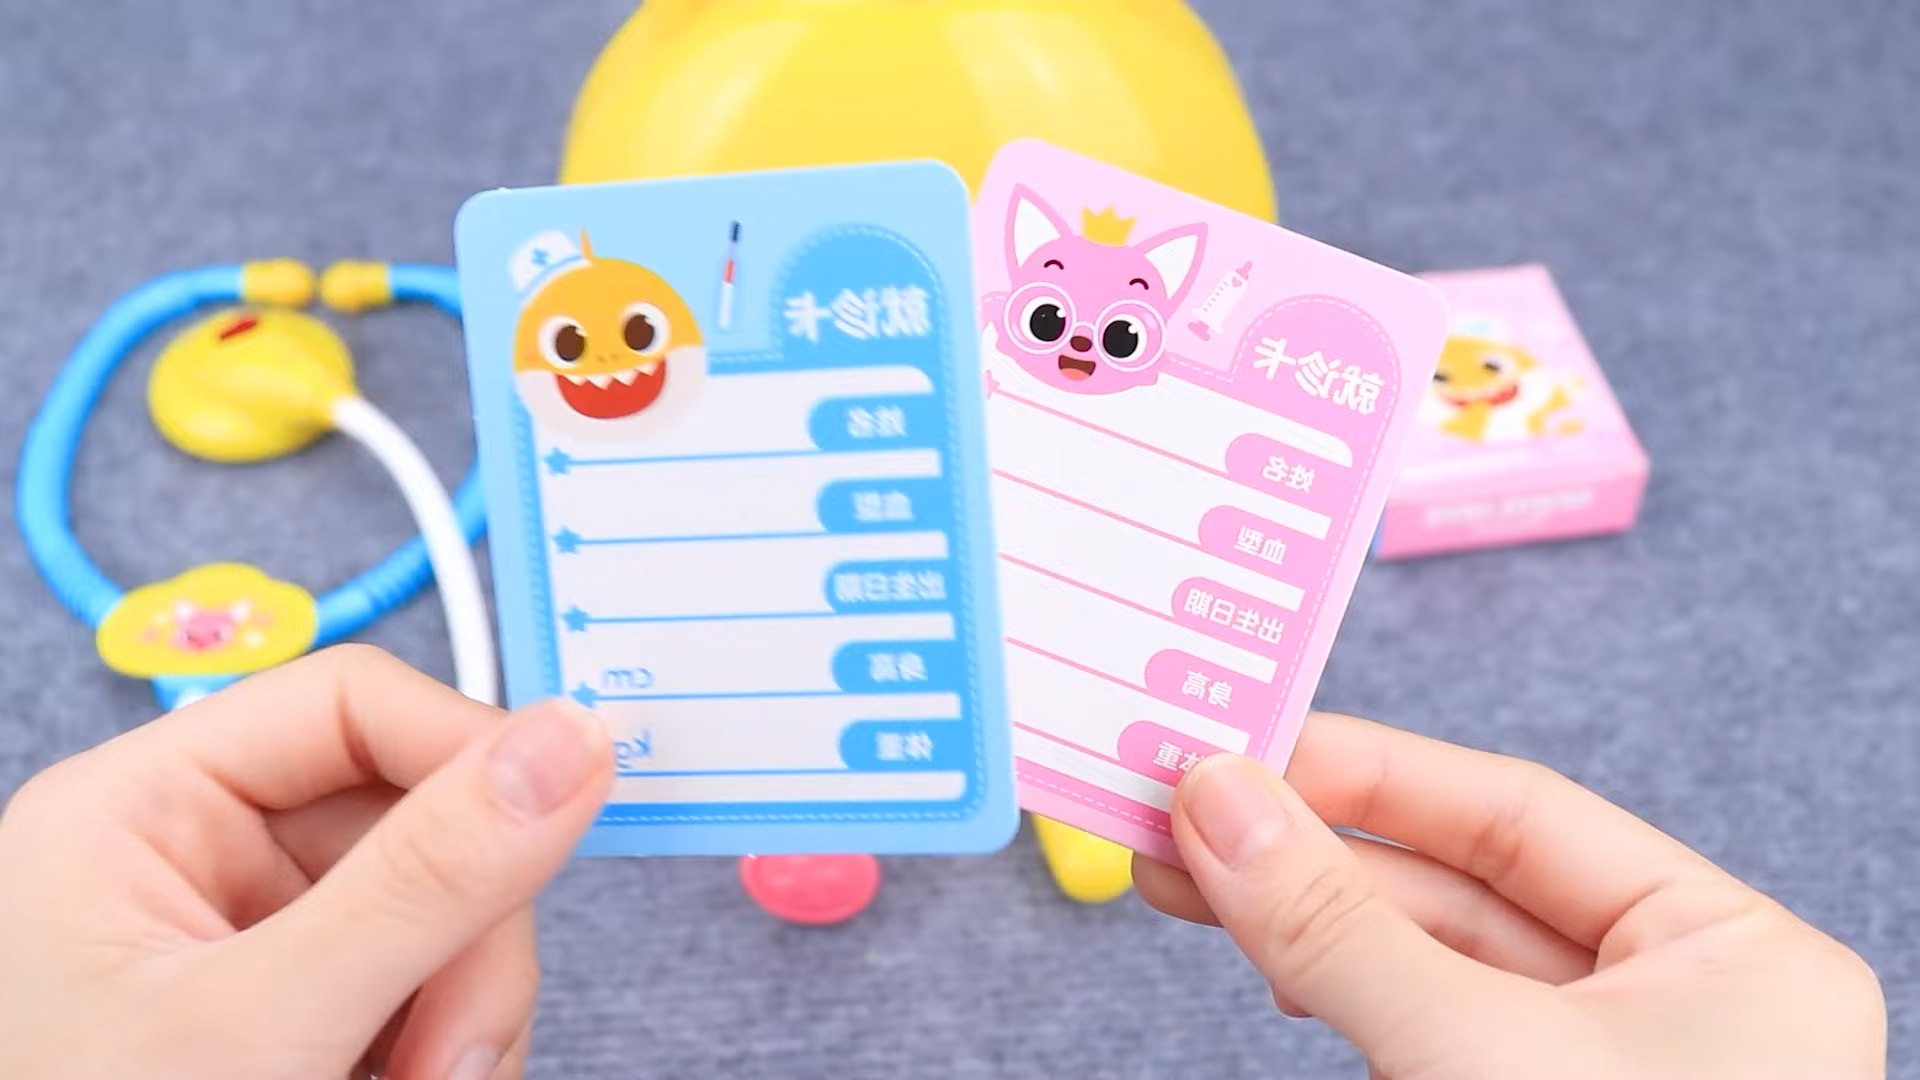 就诊卡
姓名
血型
出生日期
身高 cm
体重 kg
就诊卡
姓名
血型
出生日期
身高
体重